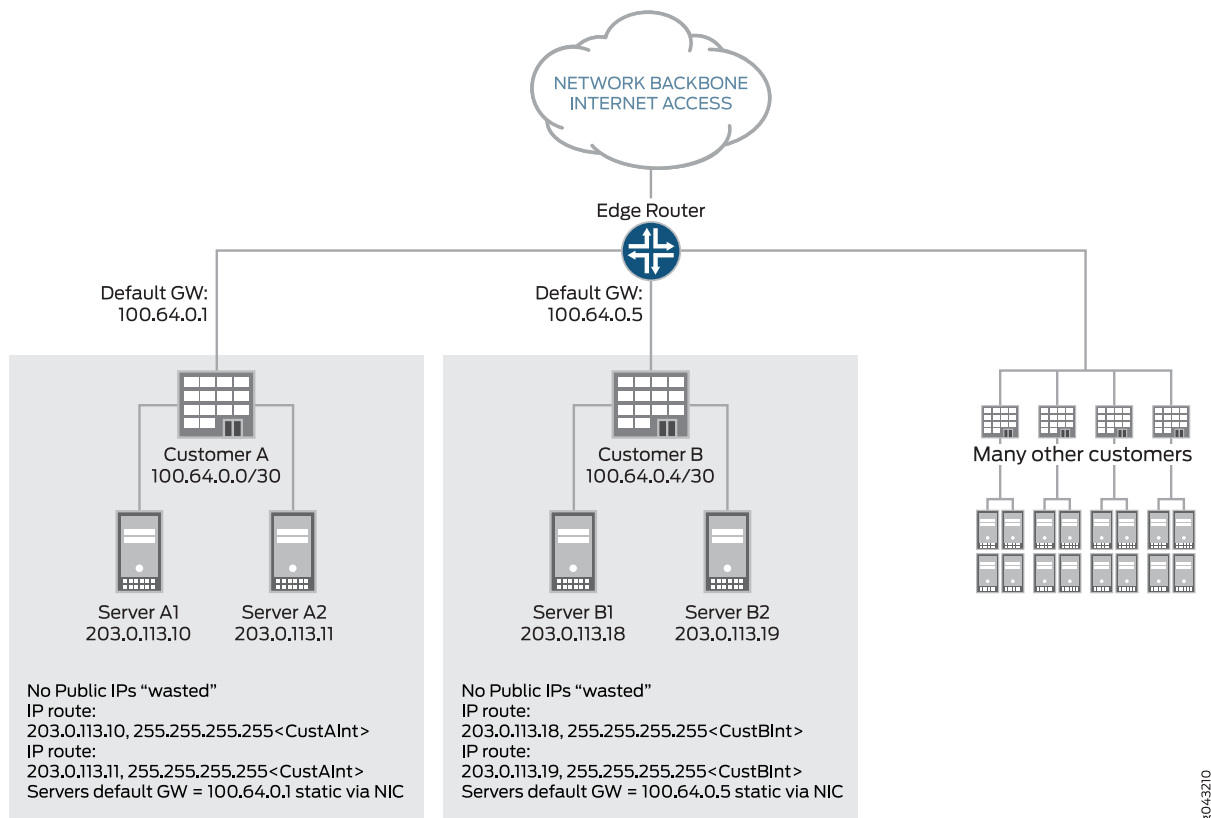 NETWORK BACKBONE
INTERNET ACCESS
Edge Router
Default GW:
100.64.0.1
Default GW:
100.64.0.5
Customer A
100.64.0.0/30
Customer B
100.64.0.4/30
Many other customers
Server A1
203.0.113.10
Server A2
203.0.113.11
Server B1
203.0.113.18
Server B2
203.0.113.19
No Public IPs “wasted”
IP route:
203.0.113.10, 255.255.255.255<CustAInt>
IP route:
203.0.113.11, 255.255.255.255<CustAInt>
Servers default GW = 100.64.0.1 static via NIC
No Public IPs “wasted”
IP route:
203.0.113.18, 255.255.255.255<CustBInt>
IP route:
203.0.113.19, 255.255.255.255<CustBInt>
Servers default GW = 100.64.0.5 static via NIC
g043210